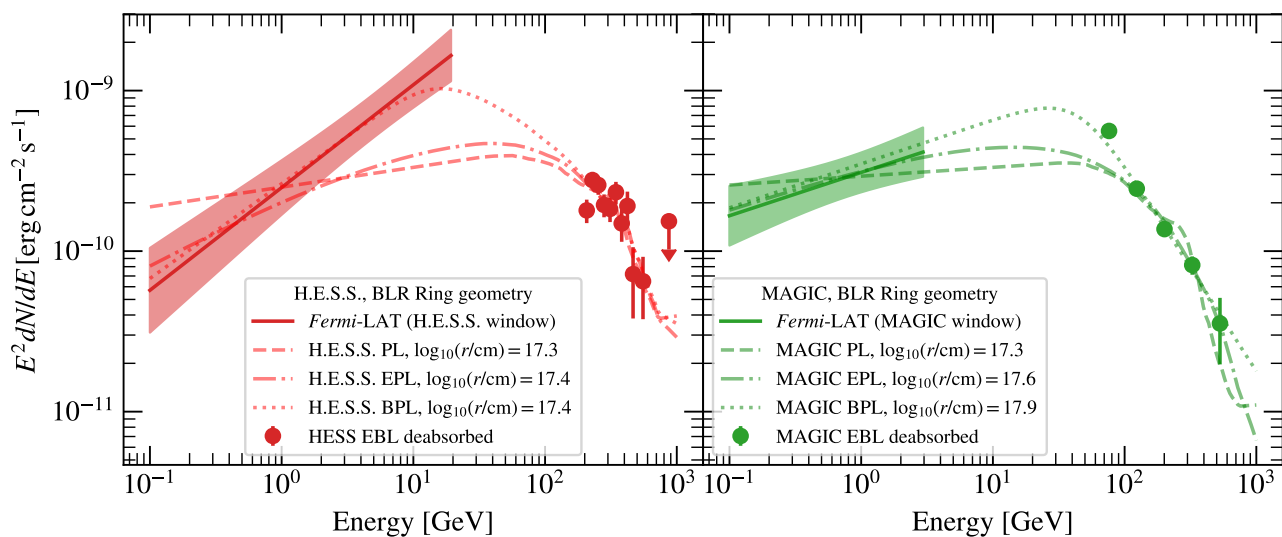 E² dN/dE [erg cm⁻² s⁻¹]
10⁻⁹
10⁻¹⁰
10⁻¹¹
H.E.S.S., BLR Ring geometry
Fermi-LAT (H.E.S.S. window)
H.E.S.S. PL, log₁₀(r/cm) = 17.3
H.E.S.S. EPL, log₁₀(r/cm) = 17.4
H.E.S.S. BPL, log₁₀(r/cm) = 17.4
HESS EBL deabsorbed
10⁻¹ 10⁰ 10¹ 10² 10³
Energy [GeV]
MAGIC, BLR Ring geometry
Fermi-LAT (MAGIC window)
MAGIC PL, log₁₀(r/cm) = 17.3
MAGIC EPL, log₁₀(r/cm) = 17.6
MAGIC BPL, log₁₀(r/cm) = 17.9
MAGIC EBL deabsorbed
10⁻¹ 10⁰ 10¹ 10² 10³
Energy [GeV]